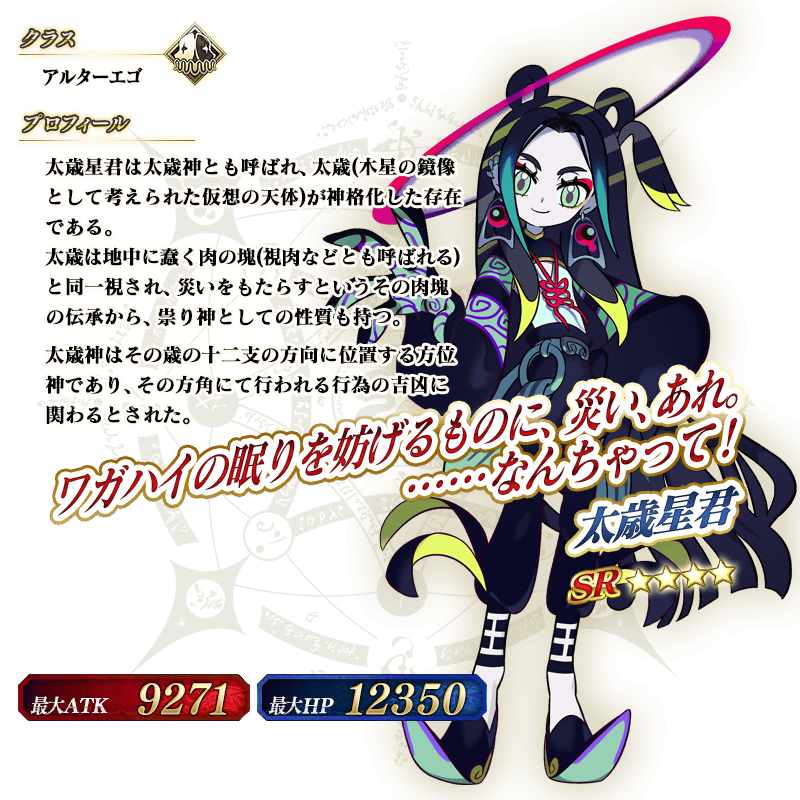 クラス
アルターエゴ
プロフィール
太歳星君は太歳神とも呼ばれ、太歳(木星の鏡像
として考えられた仮想の天体)が神格化した存在
である。
太歳は地中に蠢く肉の塊(視肉などとも呼ばれる)
と同一視され、災いをもたらすというその肉塊
の伝承から、祟り神としての性質も持つ。
太歳神はその歳の十二支の方向に位置する方位
神であり、その方角にて行われる行為の吉凶に
関わるとされた。
ワガハイの眠りを妨げるものに、災い、あれ。
……なんちゃって!
太歳星君
SR
最大ATK 9271
最大HP 12350